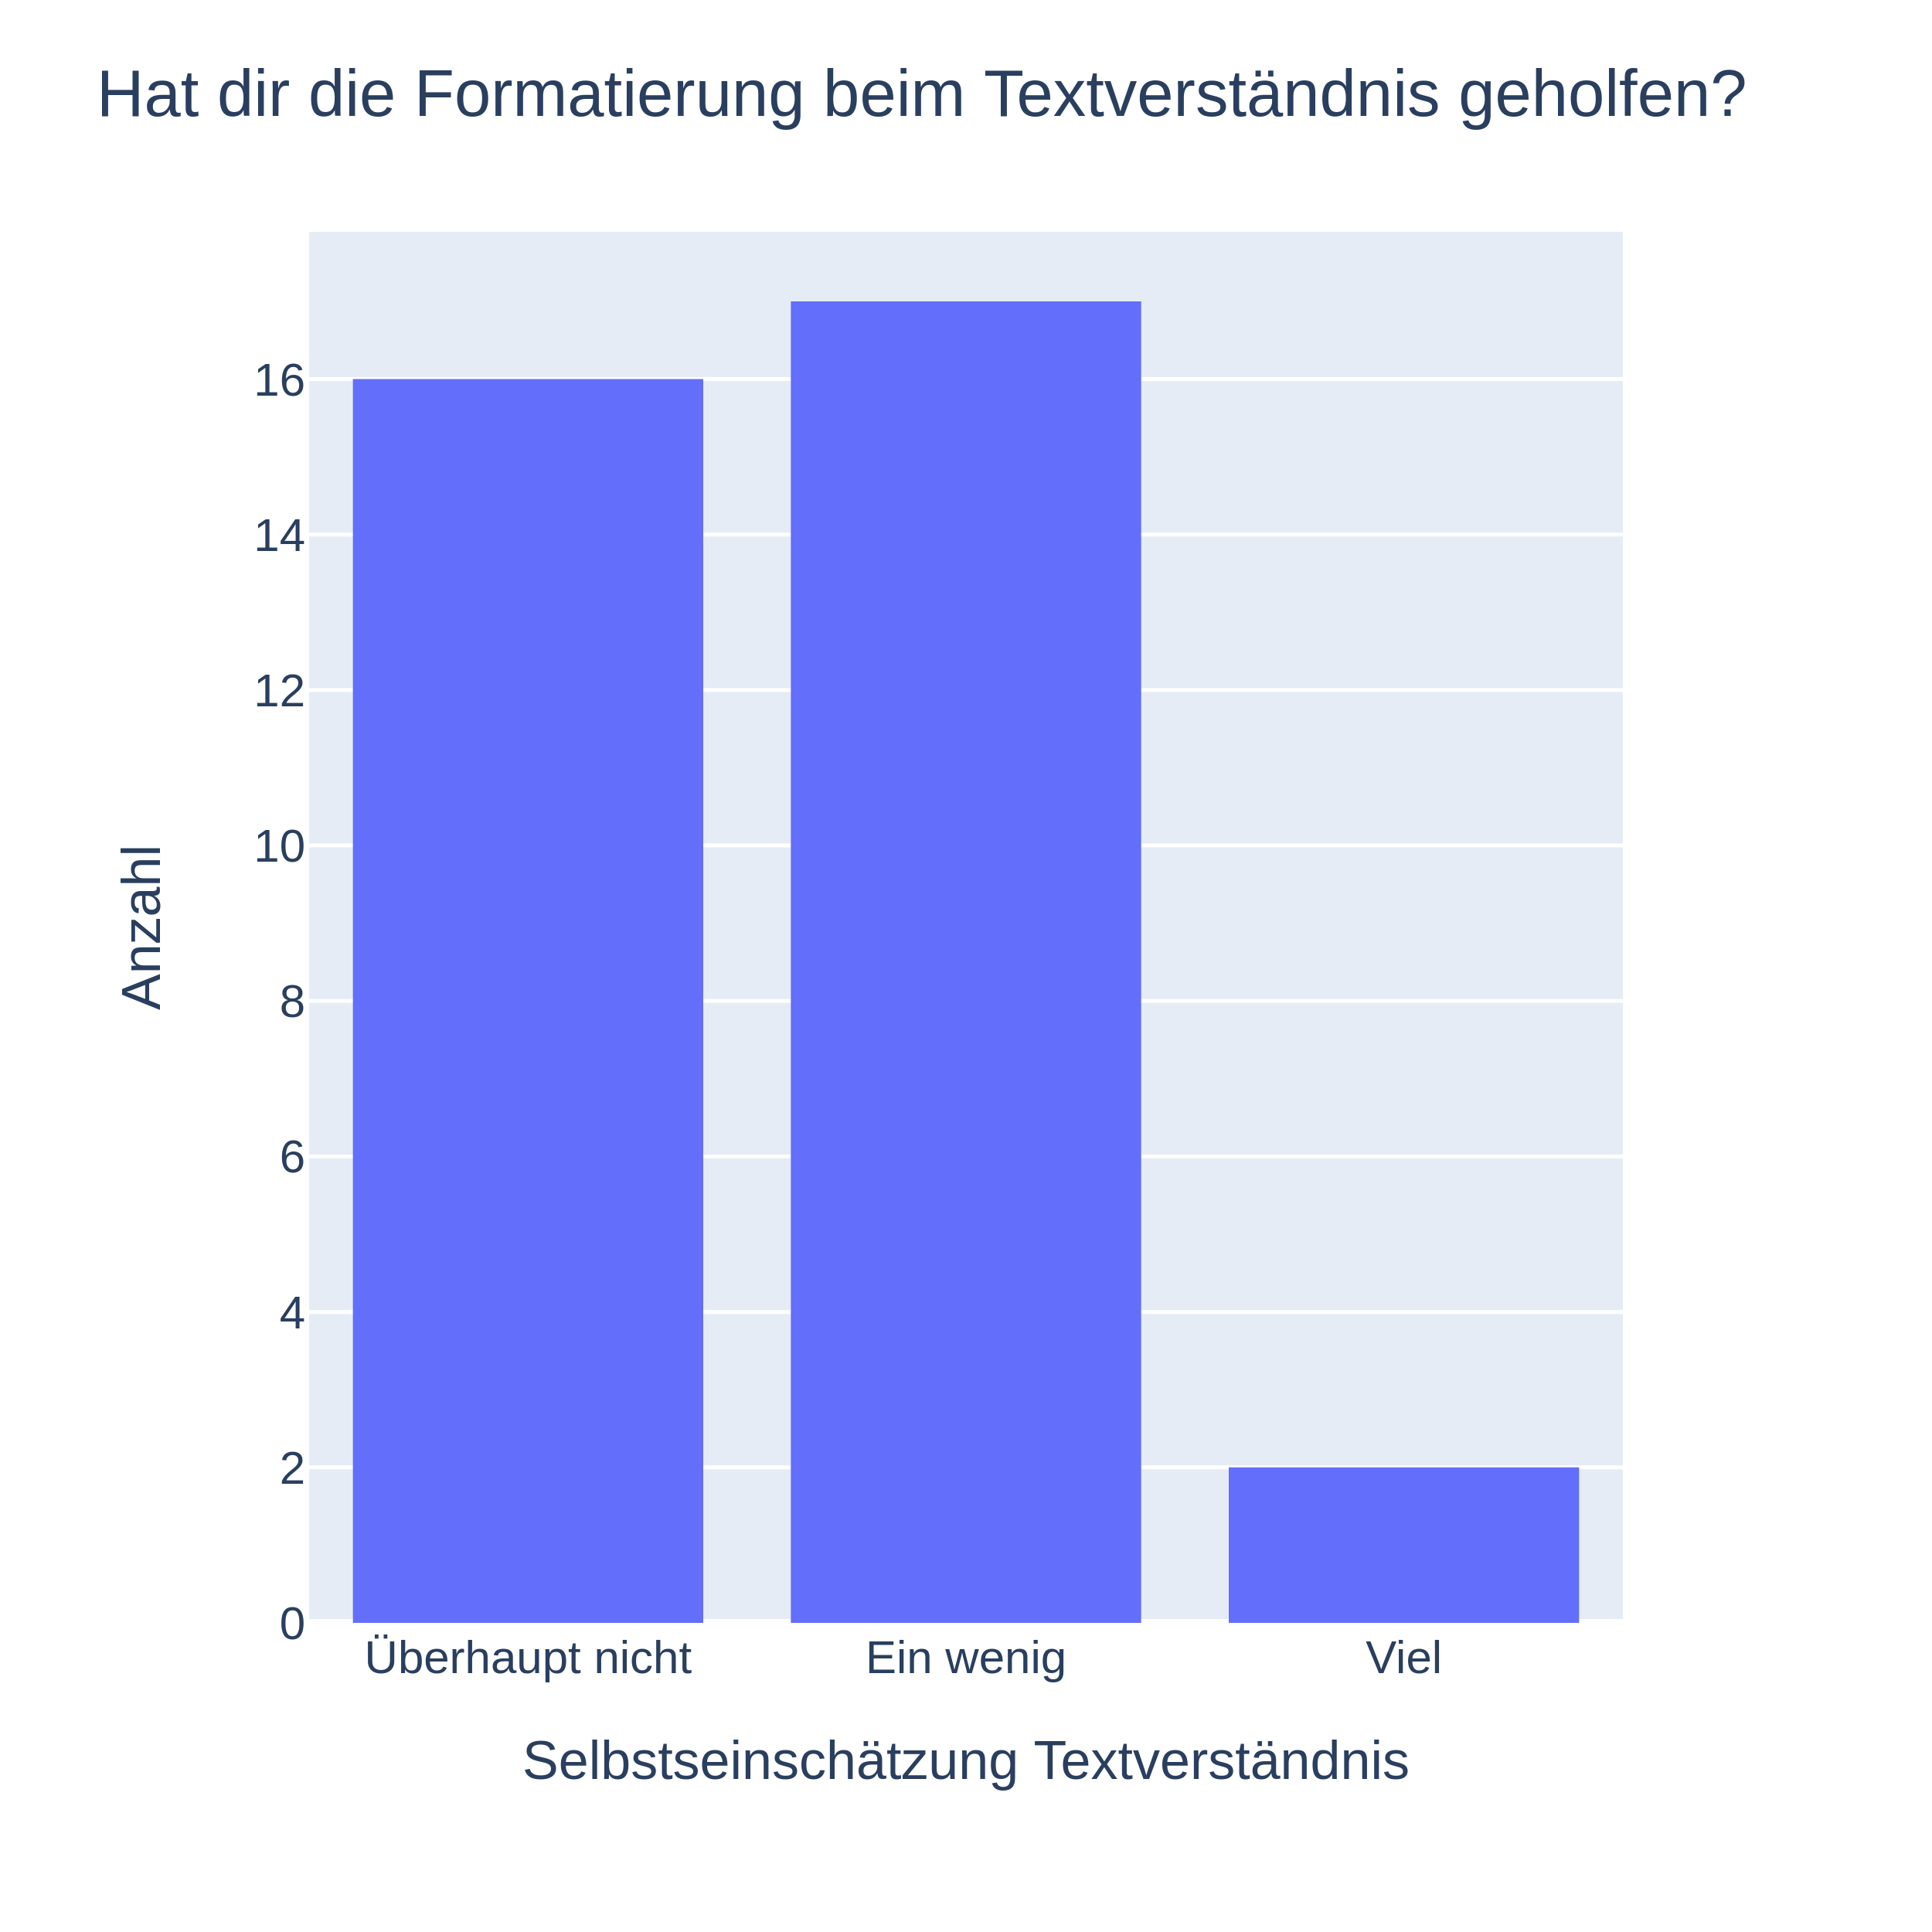 Hat dir die Formatierung beim Textverständnis geholfen?
16
14
12
10
8
6
4
2
0
Anzahl
Überhaupt nicht Ein wenig Viel
Selbstseinschätzung Textverständnis